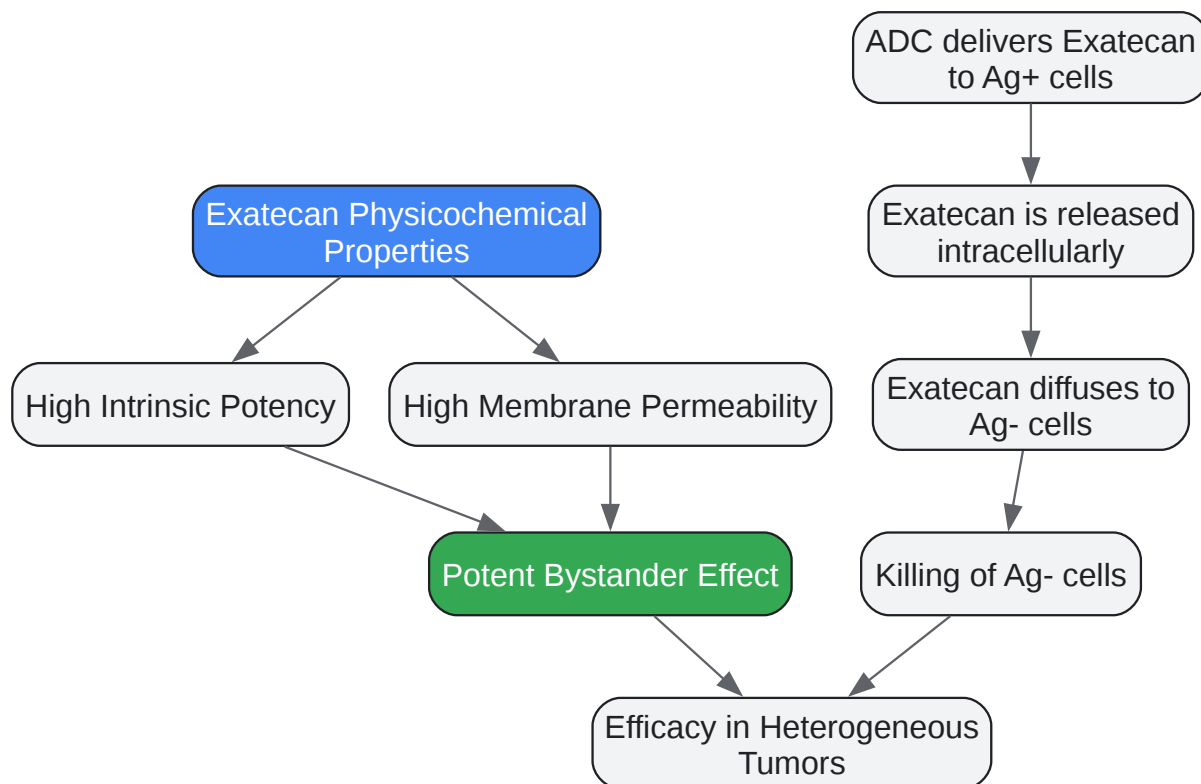 ADC delivers Exatecan
to Ag+ cells
Exatecan Physicochemical
Properties
Exatecan is released
intracellularly
High Intrinsic Potency
High Membrane Permeability
Exatecan diffuses to
Ag- cells
Potent Bystander Effect
Killing of Ag- cells
Efficacy in Heterogeneous
Tumors